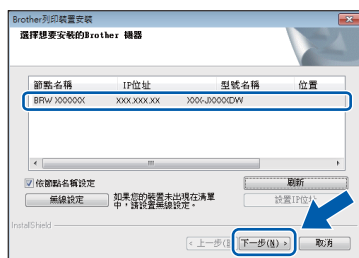 Brother列印裝置安裝
選擇想要安裝的Brother 機器
節點名稱 IP位址 型號名稱 位置
BRW XXXXXX XXX.XXX.XX XXX-JXXXXDW
依節點名稱設定 刷新
無線設定 如果您的裝置未出現在清單中，請設置無線設定。 設置IP位址
InstallShield
< 上一步(B) 下一步(N) > 取消